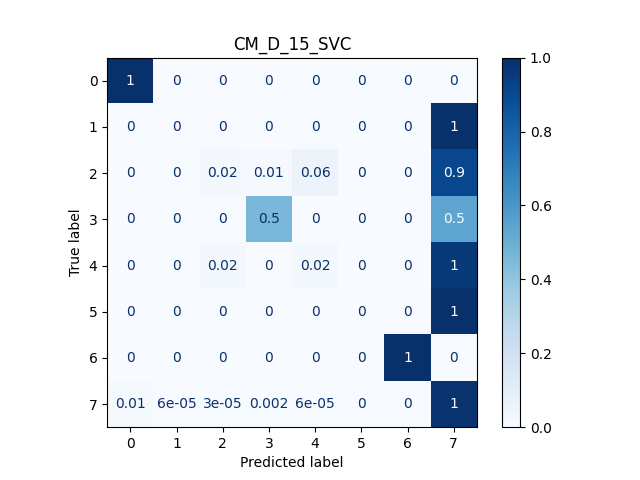 CM_D_15_SVC
0 1 0 0 0 0 0 0 0
1 0 0 0 0 0 0 0 1
2 0 0 0.02 0.01 0.06 0 0 0.9
3 0 0 0 0.5 0 0 0 0.5
4 0 0 0.02 0 0.02 0 0 1
5 0 0 0 0 0 0 0 1
6 0 0 0 0 0 0 1 0
7 0.01 6e-05 3e-05 0.002 6e-05 0 0 1
0 1 2 3 4 5 6 7
Predicted label
True label
1.0
0.8
0.6
0.4
0.2
0.0